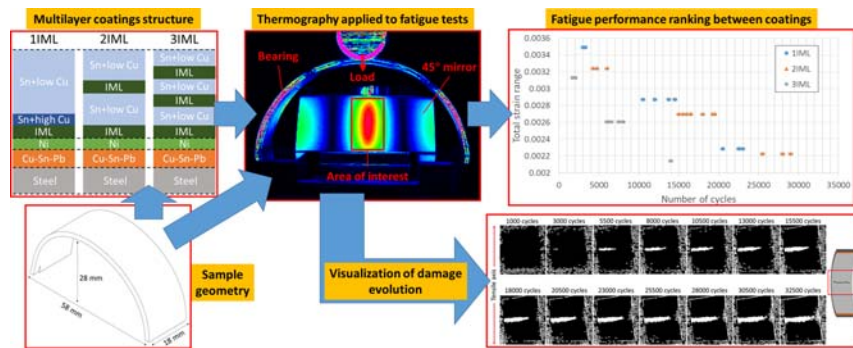 Multilayer coatings structure
1IML 2IML 3IML
Sn+low Cu
Sn+high Cu
IML
Ni
Cu-Sn-Pb
Steel
Sn+low Cu
IML
Sn+low Cu
IML
Ni
Cu-Sn-Pb
Steel
Sn+low Cu
IML
Sn+low Cu
IML
Sn+low Cu
IML
Ni
Cu-Sn-Pb
Steel
28 mm
58 mm
18 mm
Sample
geometry
Thermography applied to fatigue tests
Bearing
Load
45° mirror
Area of interest
Visualization of damage
evolution
Fatigue performance ranking between coatings
Total strain range
0.0036
0.0034
0.0032
0.003
0.0028
0.0026
0.0024
0.0022
0.002
1IML
2IML
3IML
0 5000 10000 15000 20000 25000 30000 35000
Number of cycles
1000 cycles 3000 cycles 5500 cycles 8000 cycles 10500 cycles 13000 cycles 15500 cycles
Tensile axis
18000 cycles 20500 cycles 23000 cycles 25500 cycles 28000 cycles 30500 cycles 32500 cycles